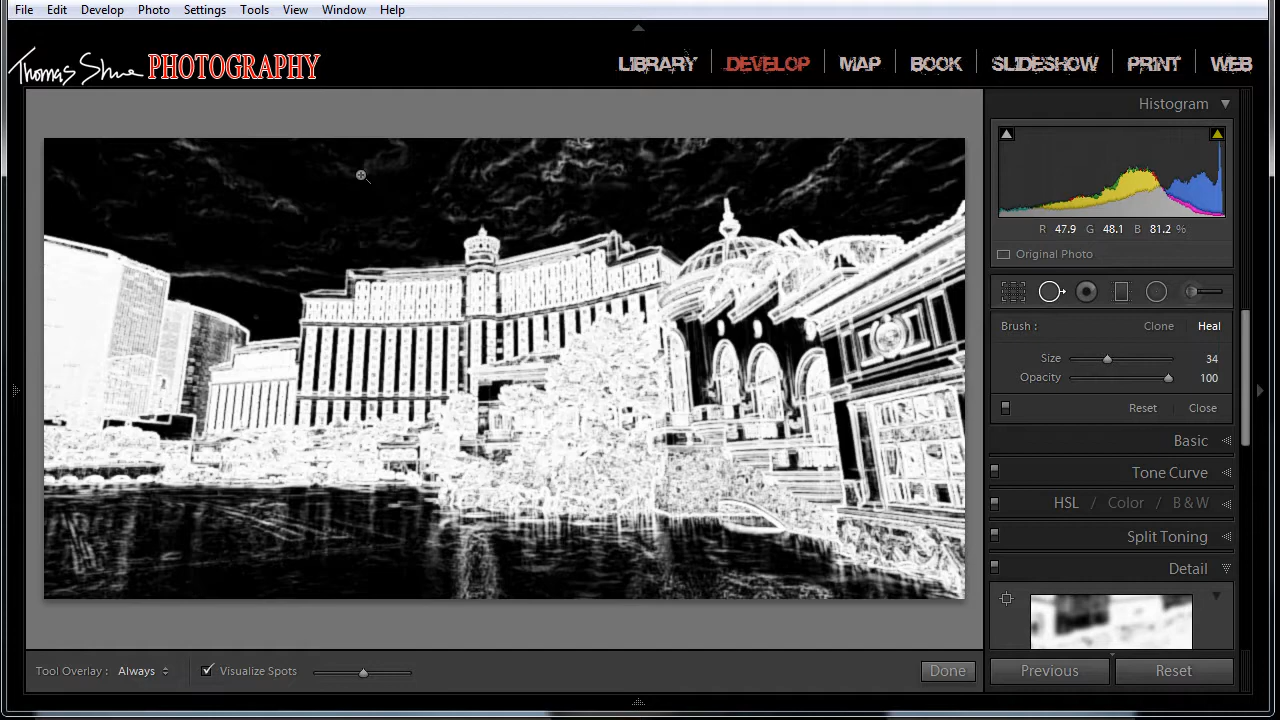 File Edit Develop Photo Settings Tools View Window Help
Thomas Shue PHOTOGRAPHY
LIBRARY | DEVELOP | MAP | BOOK | SLIDESHOW | PRINT | WEB
Histogram
R 47.9 G 48.1 B 81.2 %
Original Photo
Brush : Clone Heal
Size 34
Opacity 100
Reset Close
Basic
Tone Curve
HSL / Color / B & W
Split Toning
Detail
Tool Overlay : Always Visualize Spots Done
Previous Reset